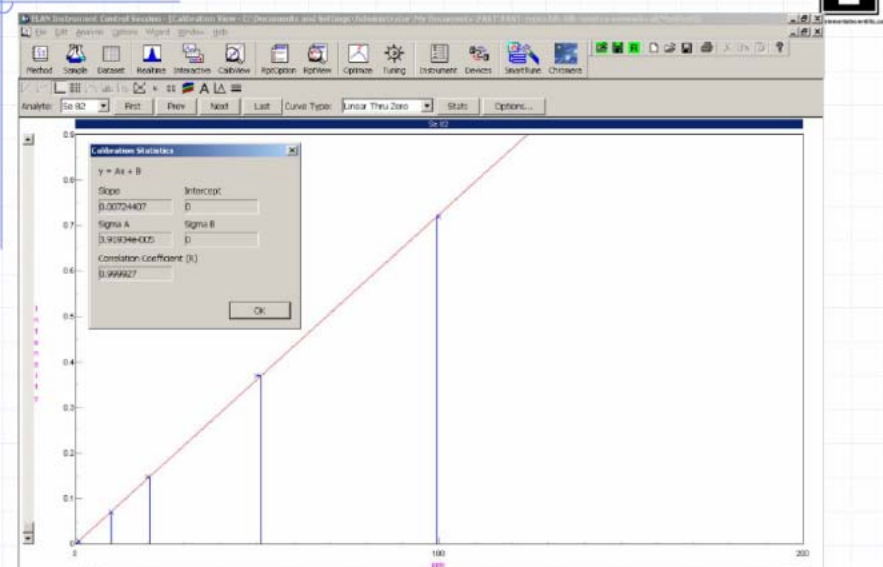 ELAN Instrument Control Session - [Calibration View - C:\Documents and Settings\Administrator\My Documents
File Edit Analysis Options Wizard Window Help
Method Sample Dataset Realtime Interactive CalibView RptOption RptView Optimize Tuning Instrument Devices SmartTune Chromera
Analyte: Se 82 First Prev Next Last Curve Type: Linear Thru Zero Stats Options...
Se 82
Calibration Statistics
y = Ax + B
Slope Intercept
0.00724407 0
Sigma A Sigma B
3.91934e-005 0
Correlation Coefficient (R)
0.999927
OK
0.9
0.8
0.7
0.6
0.5
0.4
0.3
0.2
0.1
0
Intensity
0 100 200